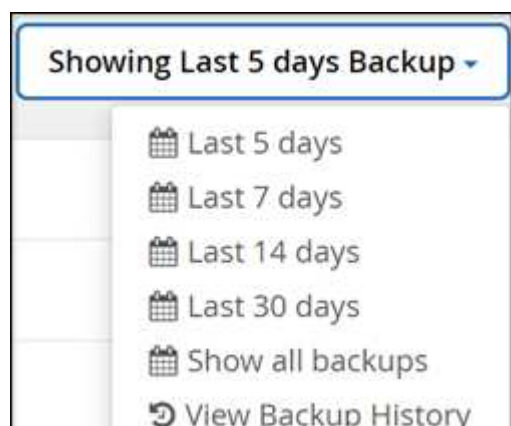 Showing Last 5 days Backup
Last 5 days
Last 7 days
Last 14 days
Last 30 days
Show all backups
View Backup History